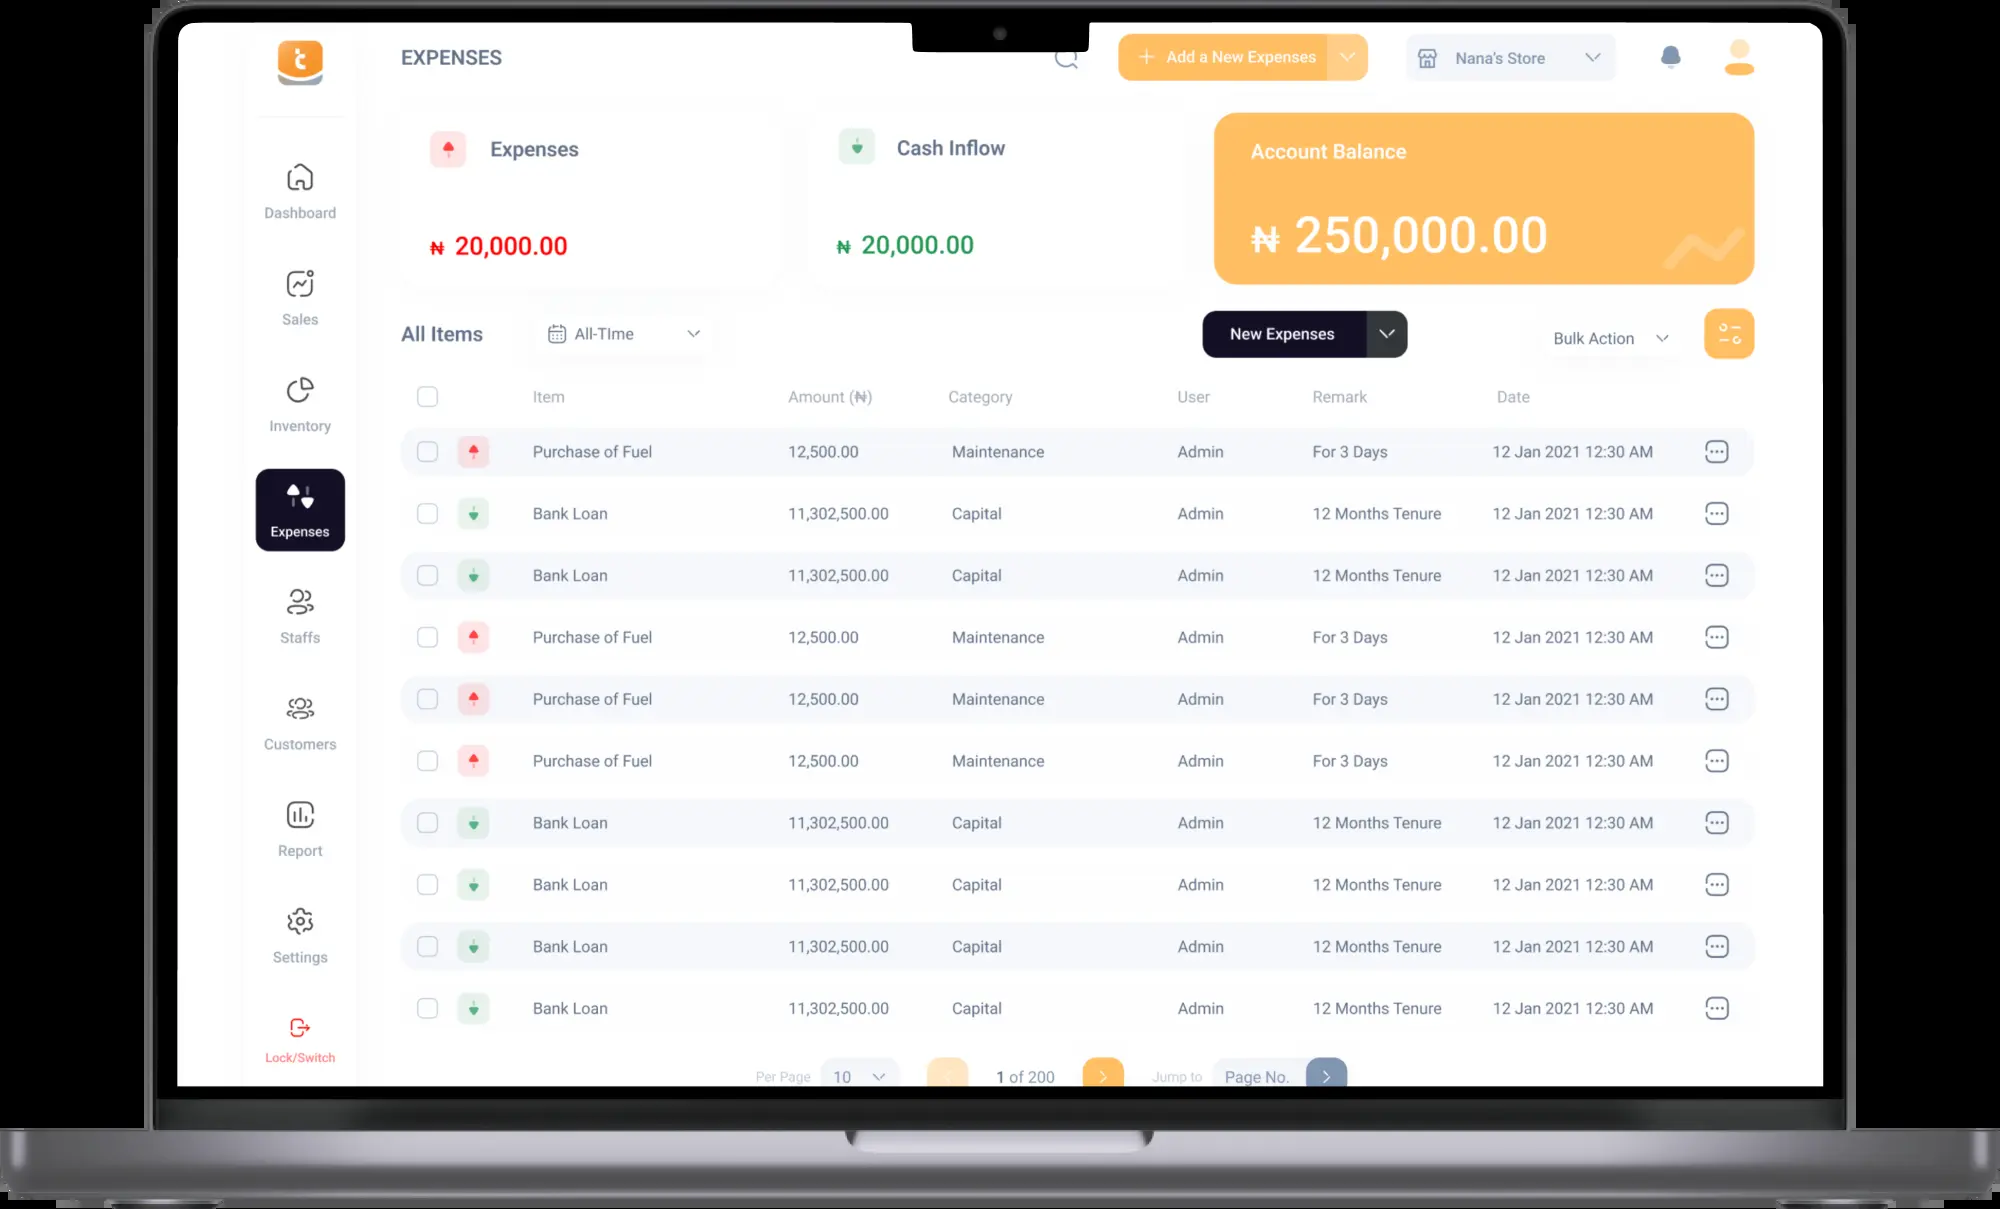 EXPENSES
Add a New Expenses
Nana's Store
Expenses
₦ 20,000.00
Cash Inflow
₦ 20,000.00
Account Balance
₦ 250,000.00
Dashboard
Sales
Inventory
Expenses
Staffs
Customers
Report
Settings
Lock/Switch
All Items
All-TIme
New Expenses
Bulk Action
Item Amount (₦) Category User Remark Date
Purchase of Fuel 12,500.00 Maintenance Admin For 3 Days 12 Jan 2021 12:30 AM
Bank Loan 11,302,500.00 Capital Admin 12 Months Tenure 12 Jan 2021 12:30 AM
Bank Loan 11,302,500.00 Capital Admin 12 Months Tenure 12 Jan 2021 12:30 AM
Purchase of Fuel 12,500.00 Maintenance Admin For 3 Days 12 Jan 2021 12:30 AM
Purchase of Fuel 12,500.00 Maintenance Admin For 3 Days 12 Jan 2021 12:30 AM
Purchase of Fuel 12,500.00 Maintenance Admin For 3 Days 12 Jan 2021 12:30 AM
Bank Loan 11,302,500.00 Capital Admin 12 Months Tenure 12 Jan 2021 12:30 AM
Bank Loan 11,302,500.00 Capital Admin 12 Months Tenure 12 Jan 2021 12:30 AM
Bank Loan 11,302,500.00 Capital Admin 12 Months Tenure 12 Jan 2021 12:30 AM
Bank Loan 11,302,500.00 Capital Admin 12 Months Tenure 12 Jan 2021 12:30 AM
Per Page 10 1 of 200 Jump to Page No.